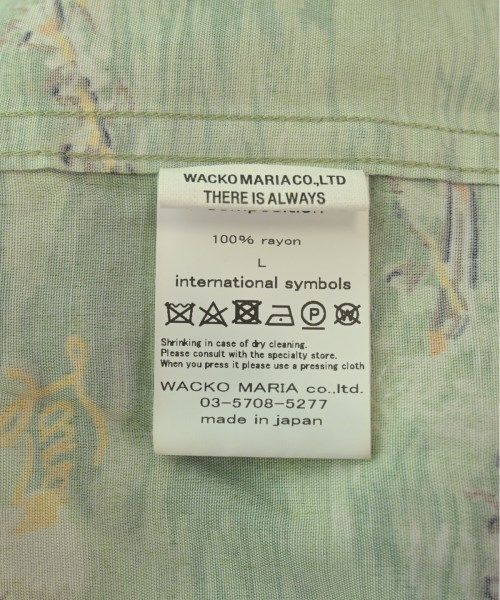 WACKO MARIA CO.,LTD
THERE IS ALWAYS
100% rayon
L
international symbols
P W
Shrinking in case of dry cleaning.
Please consult with the specialty store.
When you press it please use a pressing cloth
WACKO MARIA co.,ltd.
03-5708-5277
made in japan